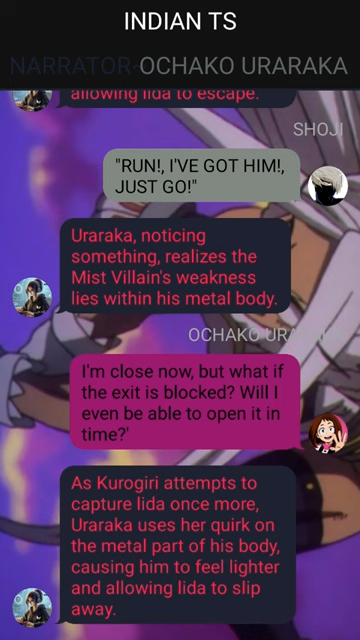 INDIAN TS
NARRATOR-OCHAKO URARAKA
allowing Iida to escape.
SHOJI
"RUN!, I'VE GOT HIM!,
JUST GO!"
Uraraka, noticing
something, realizes the
Mist Villain's weakness
lies within his metal body.
OCHAKO
I'm close now, but what if
the exit is blocked? Will I
even be able to open it in
time?'
As Kurogiri attempts to
capture Iida once more,
Uraraka uses her quirk on
the metal part of his body,
causing him to feel lighter
and allowing Iida to slip
away.